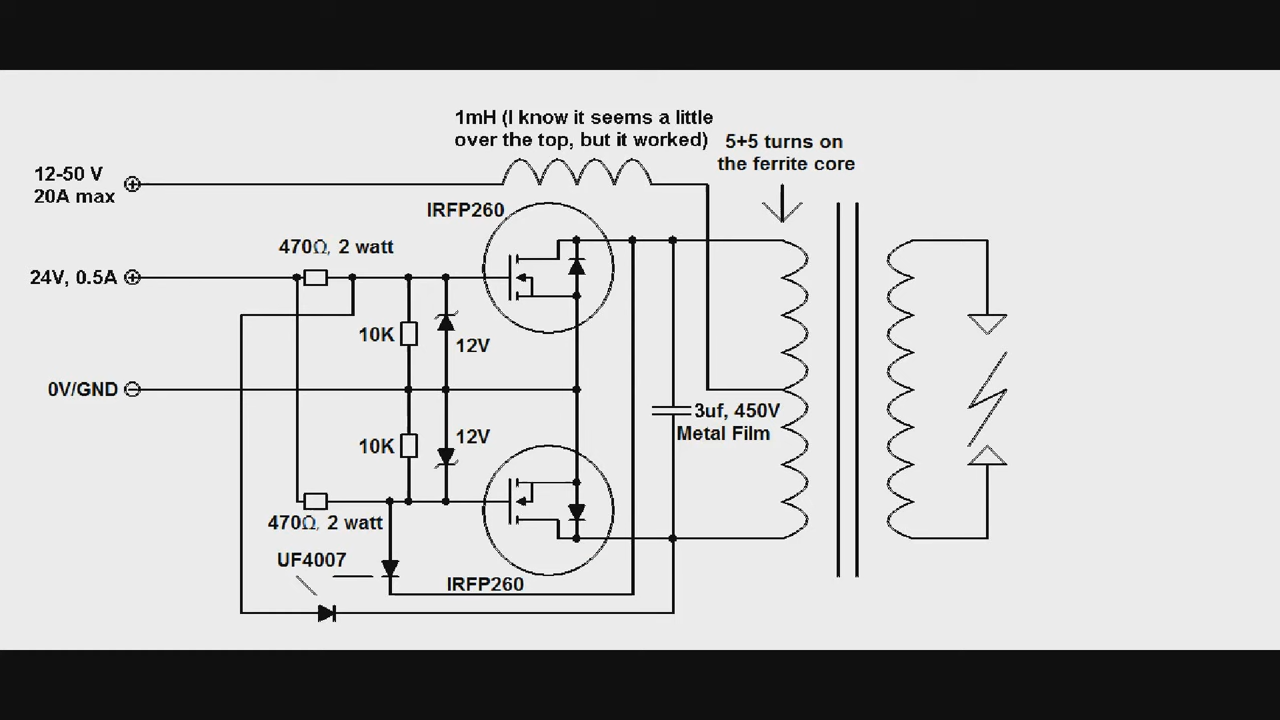 1mH (I know it seems a little
over the top, but it worked)
5+5 turns on
the ferrite core
12-50 V
20A max
IRFP260
470Ω, 2 watt
24V, 0.5A
10K
12V
0V/GND
3uf, 450V
Metal Film
10K
12V
470Ω, 2 watt
UF4007
IRFP260